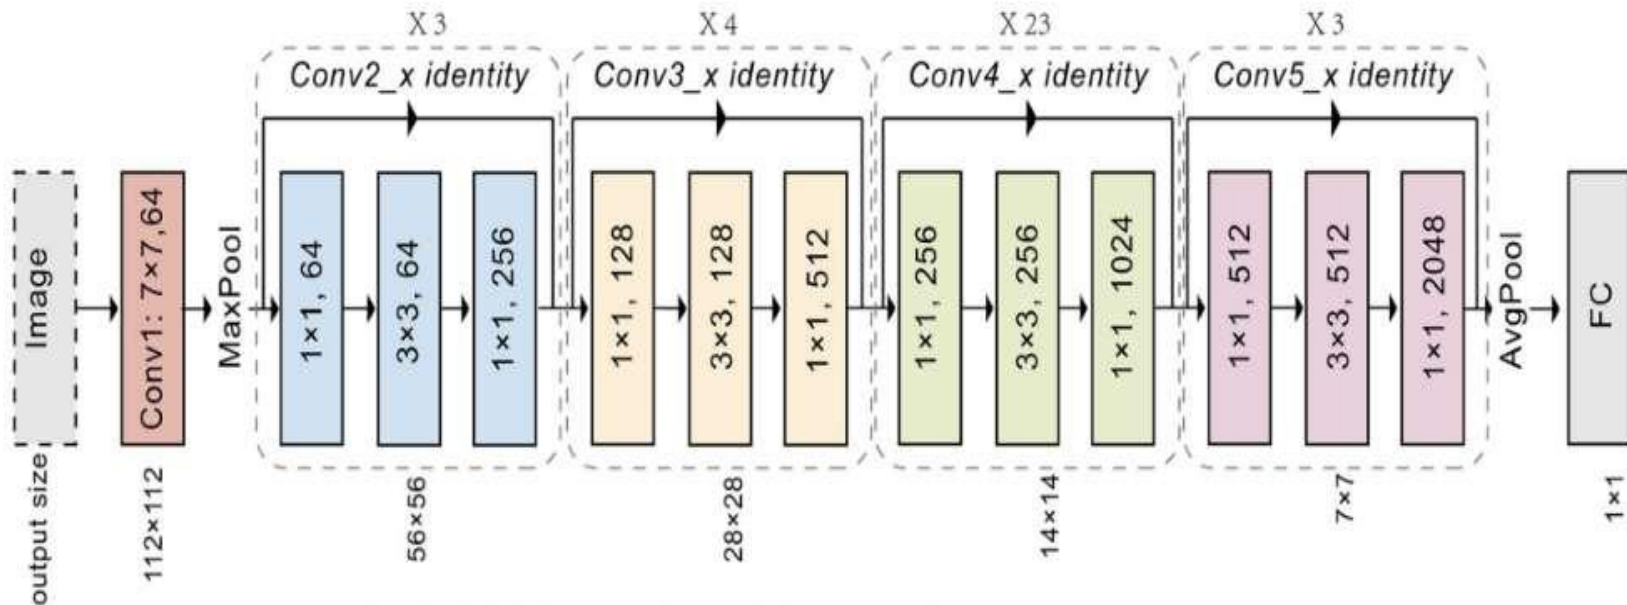 X 3
X 4
X 23
X 3
Conv2_x identity
Conv3_x identity
Conv4_x identity
Conv5_x identity
Image
Conv1: 7×7,64
MaxPool
1×1, 64
3×3, 64
1×1, 256
1×1, 128
3×3, 128
1×1, 512
1×1, 256
3×3, 256
1×1, 1024
1×1, 512
3×3, 512
1×1, 2048
AvgPool
FC
output size
112×112
56×56
28×28
14×14
7×7
1×1